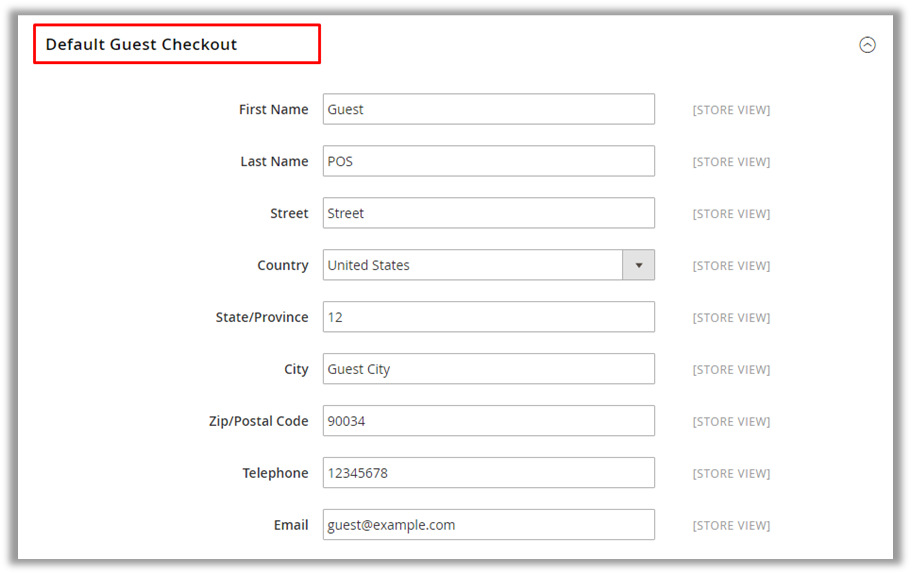 Default Guest Checkout
First Name Guest [STORE VIEW]
Last Name POS [STORE VIEW]
Street Street [STORE VIEW]
Country United States [STORE VIEW]
State/Province 12 [STORE VIEW]
City Guest City [STORE VIEW]
Zip/Postal Code 90034 [STORE VIEW]
Telephone 12345678 [STORE VIEW]
Email guest@example.com [STORE VIEW]